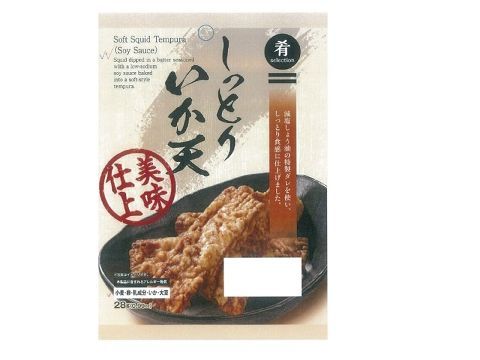 Soft Squid Tempura
(Soy Sauce)
Squid dipped in a batter seasoned
with a low-sodium
soy sauce baked
into a soft-style
tempura.
肴
selection
しっとり
いか天
減塩しょう油の特製ダレを使い、
しっとり食感に仕上げました。
美味
仕上
小麦・卵・乳成分・いか・大豆